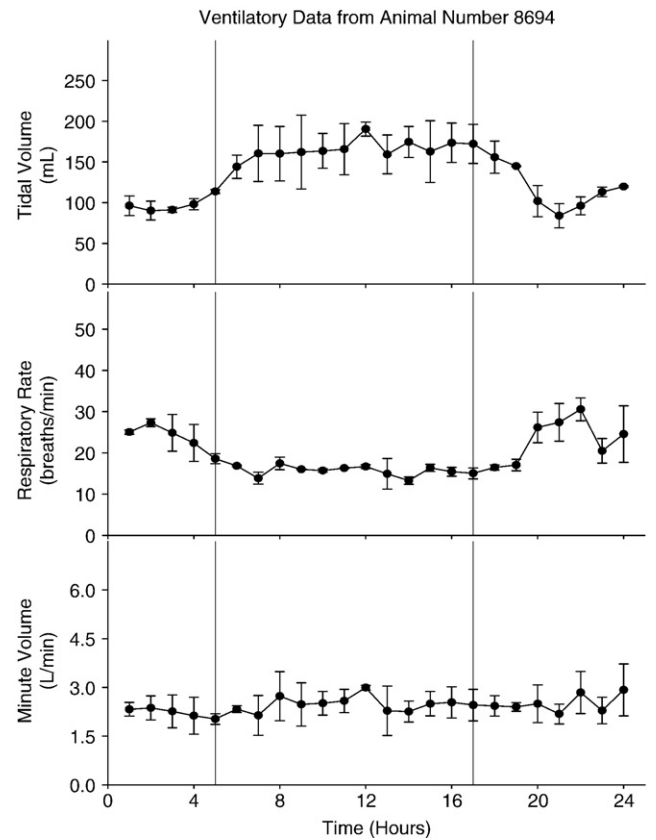 Ventilatory Data from Animal Number 8694
Tidal Volume
(mL)
250
200
150
100
50
0
Respiratory Rate
(breaths/min)
50
40
30
20
10
0
Minute Volume
(L/min)
6.0
4.5
3.0
1.5
0.0
0 4 8 12 16 20 24
Time (Hours)